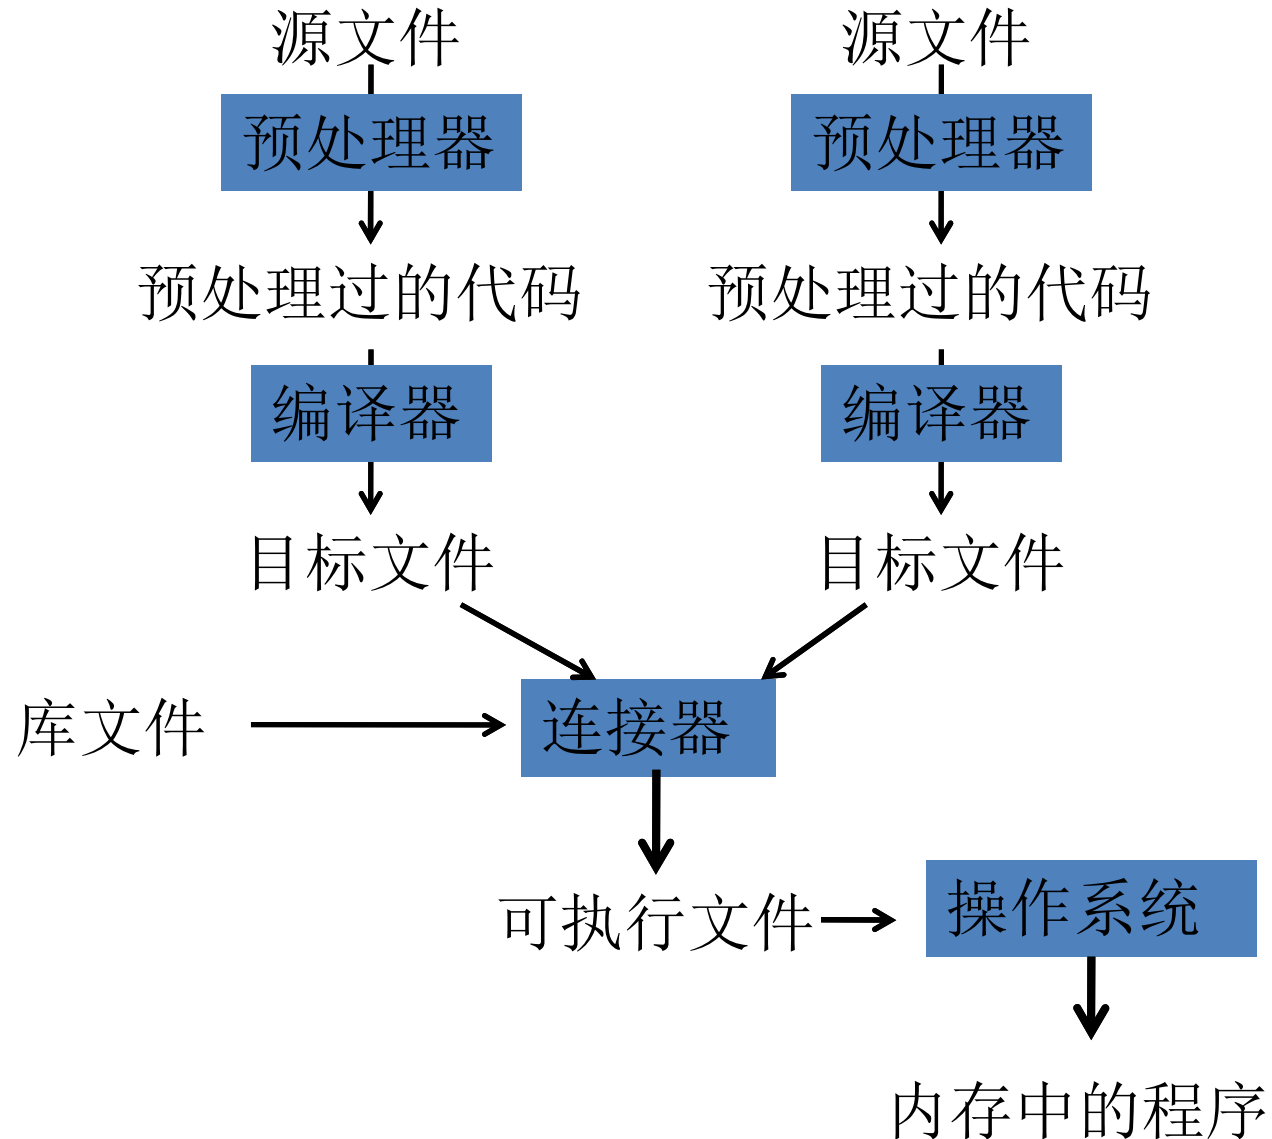 源文件 源文件
预处理器 预处理器
预处理过的代码 预处理过的代码
编译器 编译器
目标文件 目标文件
库文件 连接器
可执行文件 操作系统
内存中的程序